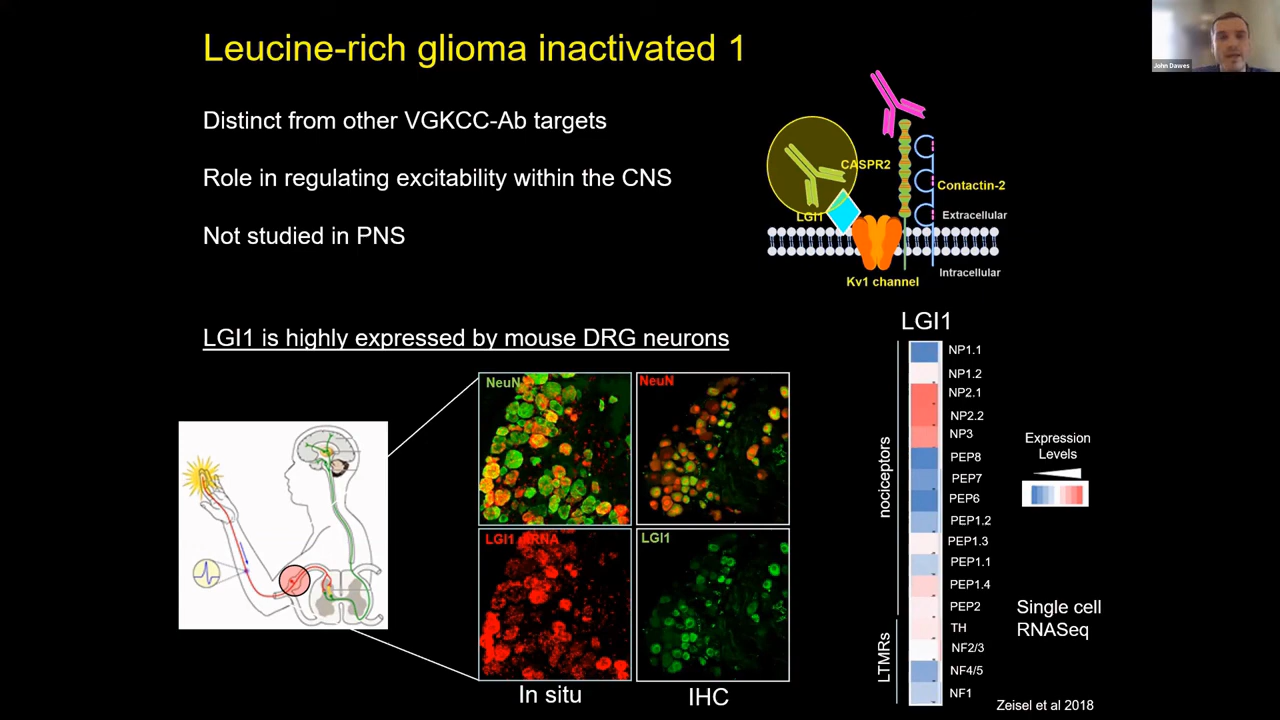 Leucine-rich glioma inactivated 1
John Dawes
Distinct from other VGKCC-Ab targets
Role in regulating excitability within the CNS
Not studied in PNS
CASPR2
Contactin-2
LGI1
Extracellular
Intracellular
Kv1 channel
LGI1 is highly expressed by mouse DRG neurons
NeuN
NeuN
LGI1 mRNA
LGI1
In situ
IHC
LGI1
nociceptors
LTMRs
NP1.1
NP1.2
NP2.1
NP2.2
NP3
PEP8
PEP7
PEP6
PEP1.2
PEP1.3
PEP1.1
PEP1.4
PEP2
TH
NF2/3
NF4/5
NF1
Expression
Levels
Single cell
RNASeq
Zeisel et al 2018